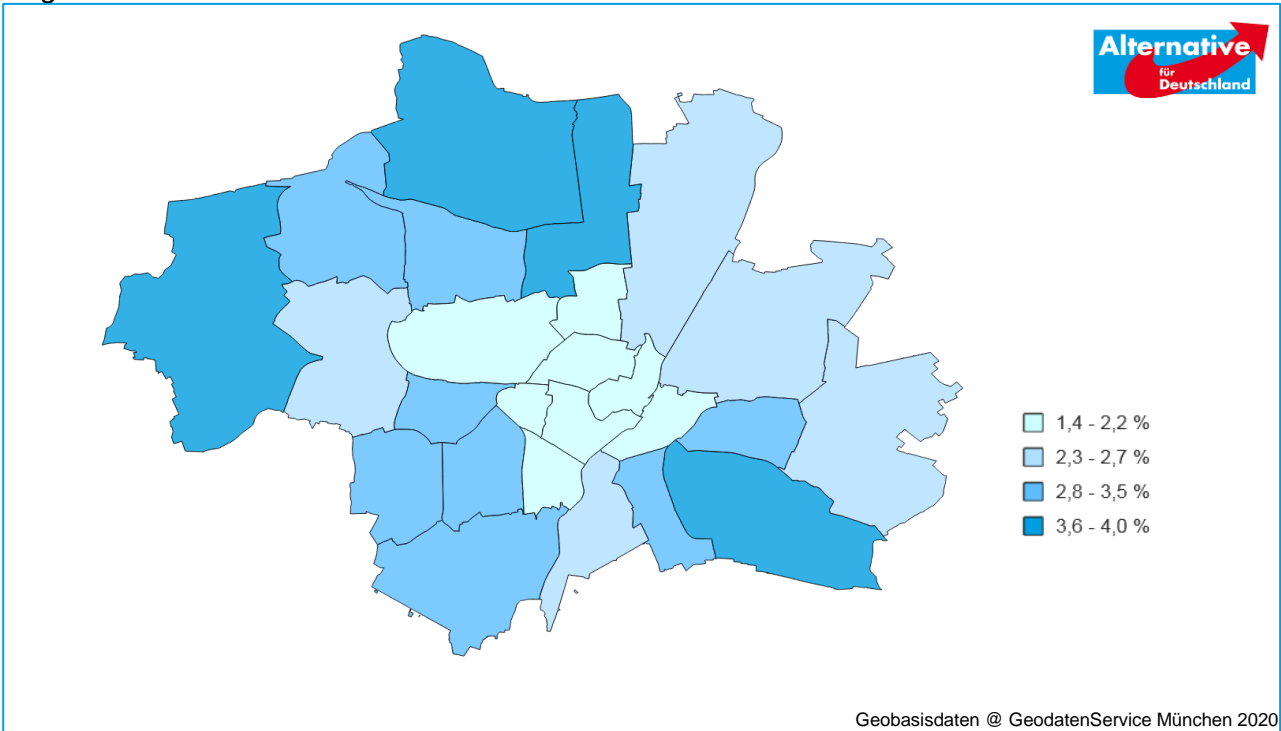 Alternative
für
Deutschland
1,4 - 2,2 %
2,3 - 2,7 %
2,8 - 3,5 %
3,6 - 4,0 %
Geobasisdaten @ GeodatenService München 2020